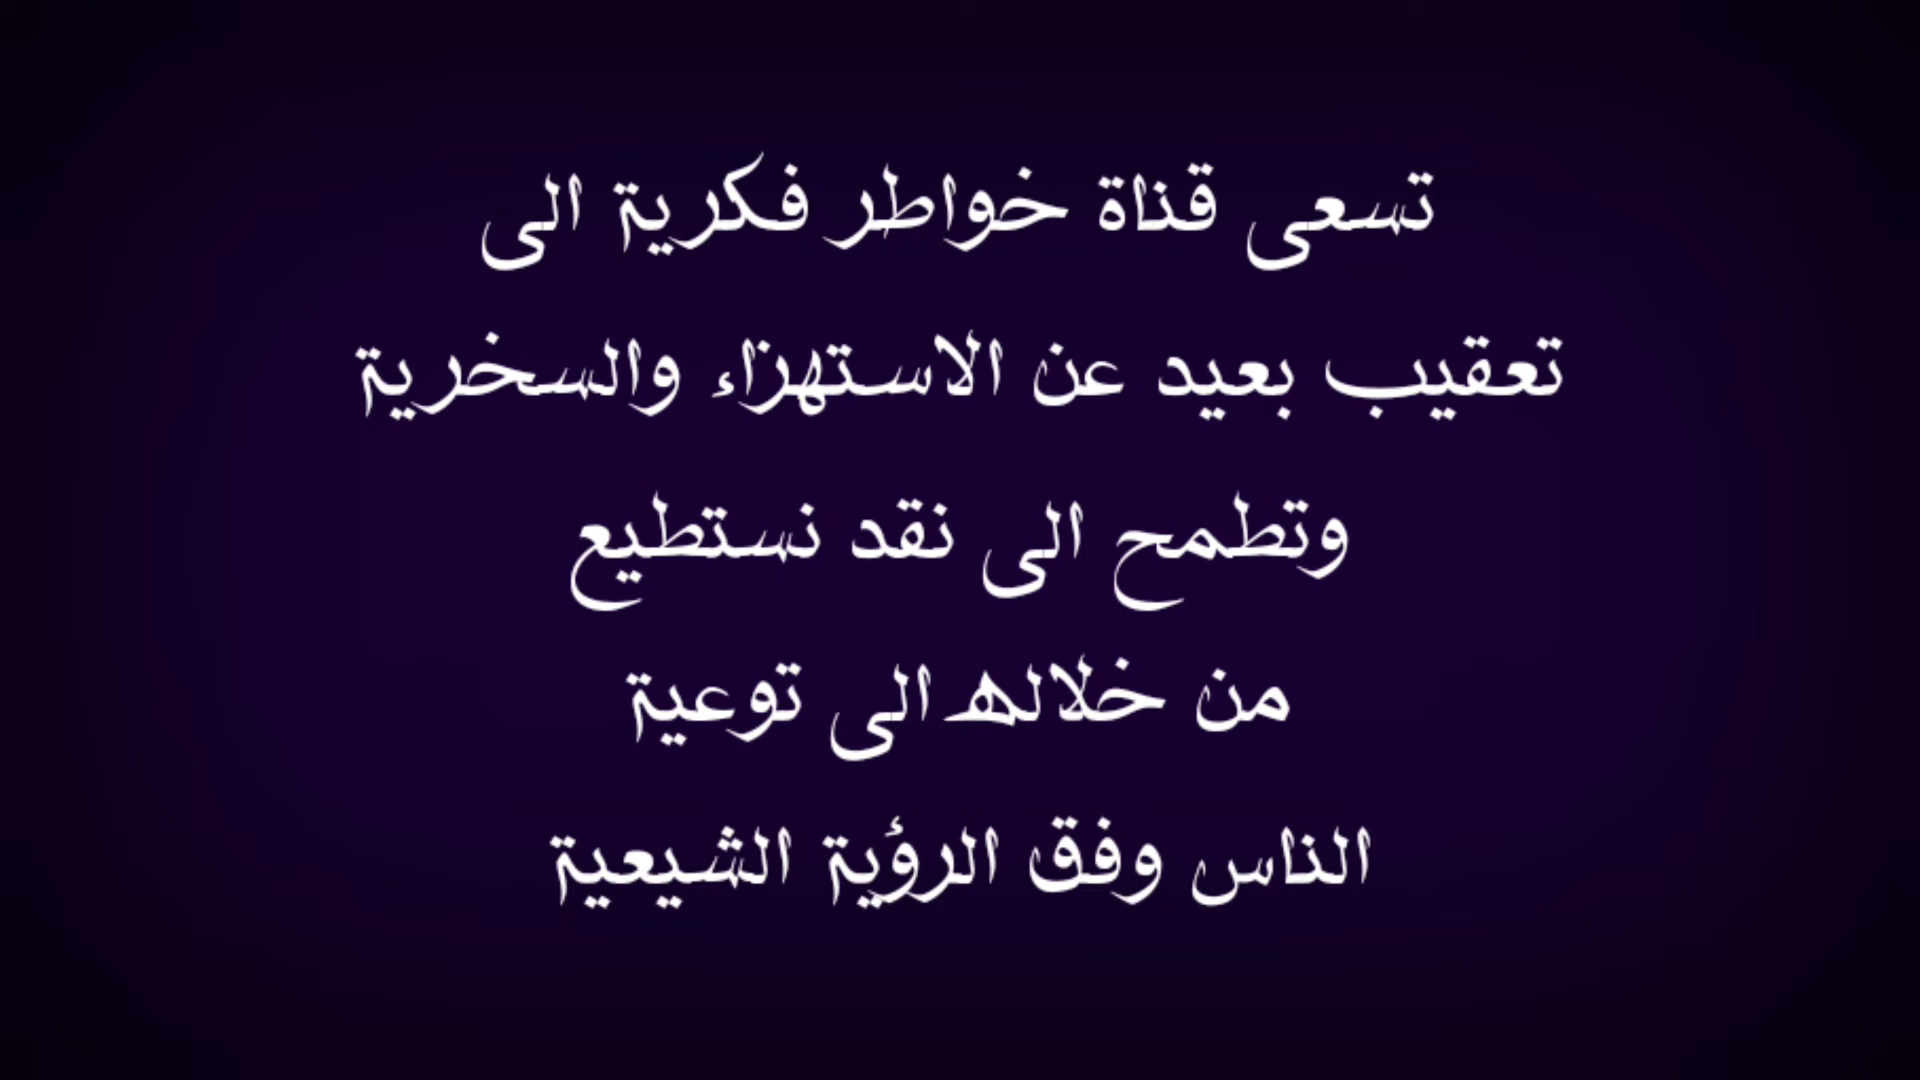 تسعى قناة خواطر فكرية الى
تعقيب بعيد عن الاستهزاء والسخرية
وتطمح الى نقد نستطيع
من خلاله الى توعية
الناس وفق الرؤية الشيعية